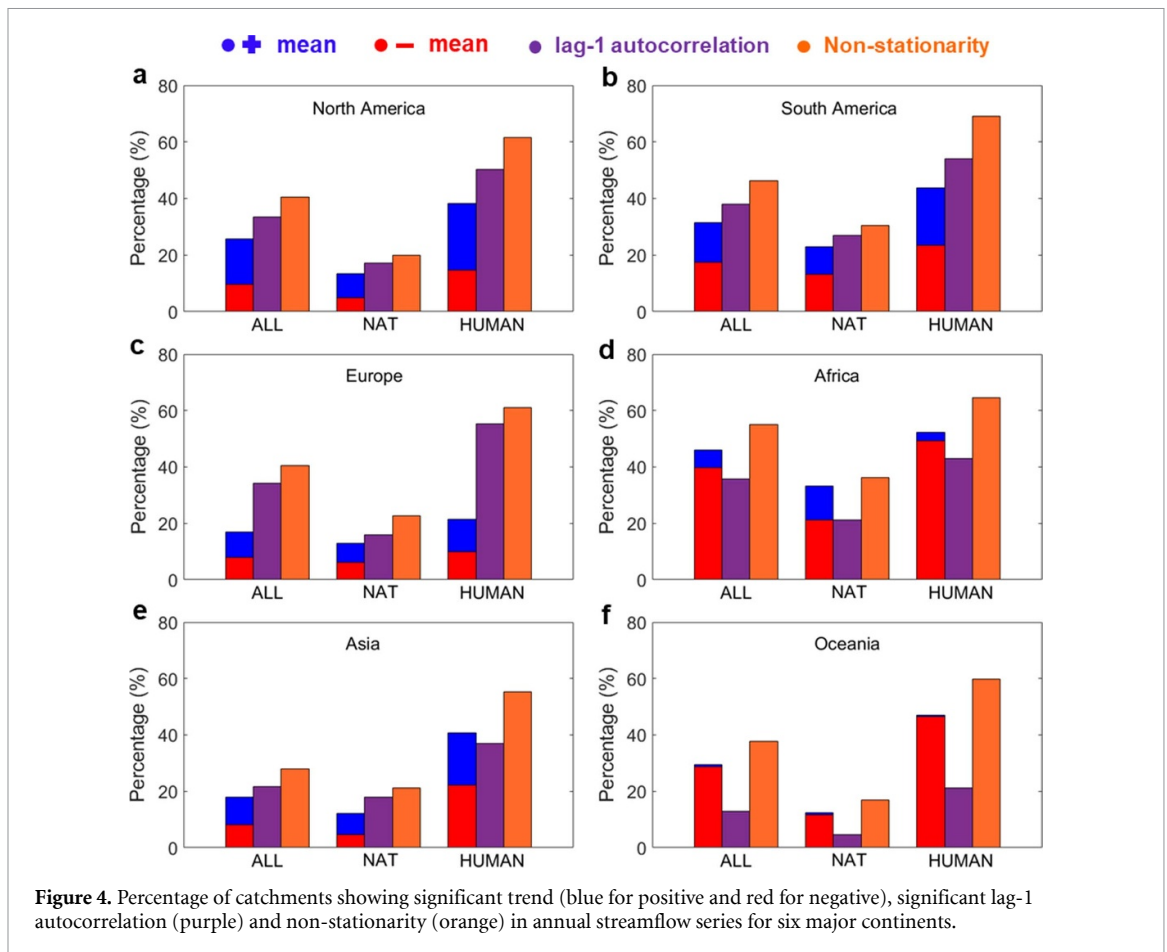 + mean − mean lag-1 autocorrelation Non-stationarity
a
North America
Percentage (%)
80
60
40
20
0
ALL NAT HUMAN
b
South America
Percentage (%)
80
60
40
20
0
ALL NAT HUMAN
c
Europe
Percentage (%)
80
60
40
20
0
ALL NAT HUMAN
d
Africa
Percentage (%)
80
60
40
20
0
ALL NAT HUMAN
e
Asia
Percentage (%)
80
60
40
20
0
ALL NAT HUMAN
f
Oceania
Percentage (%)
80
60
40
20
0
ALL NAT HUMAN
Figure 4. Percentage of catchments showing significant trend (blue for positive and red for negative), significant lag-1
autocorrelation (purple) and non-stationarity (orange) in annual streamflow series for six major continents.